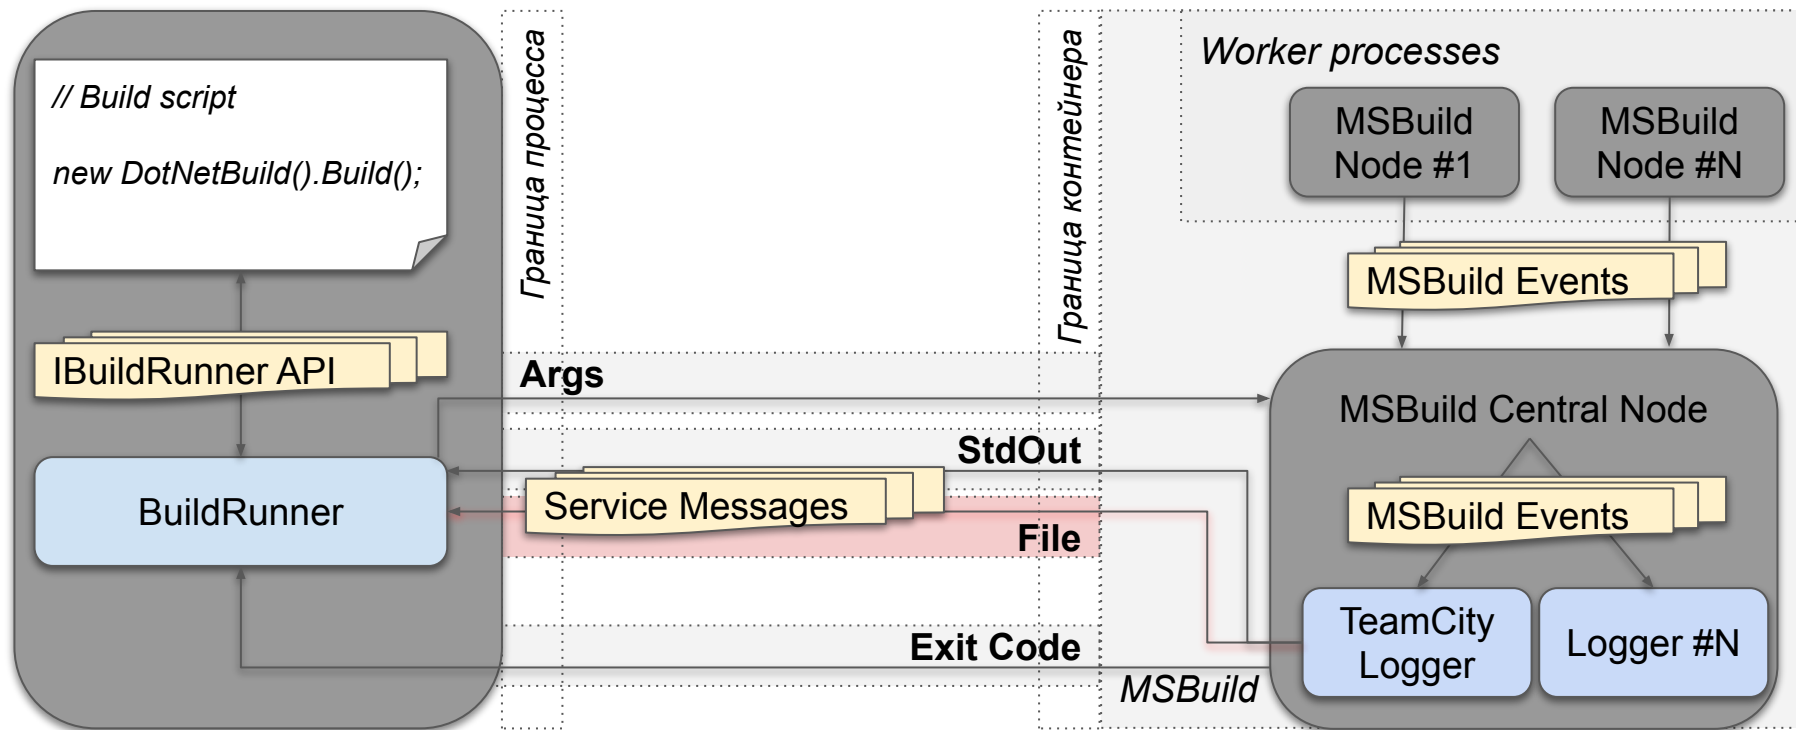 // Build script
new DotNetBuild().Build();
IBuildRunner API
BuildRunner
Граница процесса
Args
StdOut
Service Messages
File
Exit Code
Граница контейнера
Worker processes
MSBuild
Node #1
MSBuild
Node #N
MSBuild Events
MSBuild Central Node
MSBuild Events
TeamCity
Logger
Logger #N
MSBuild